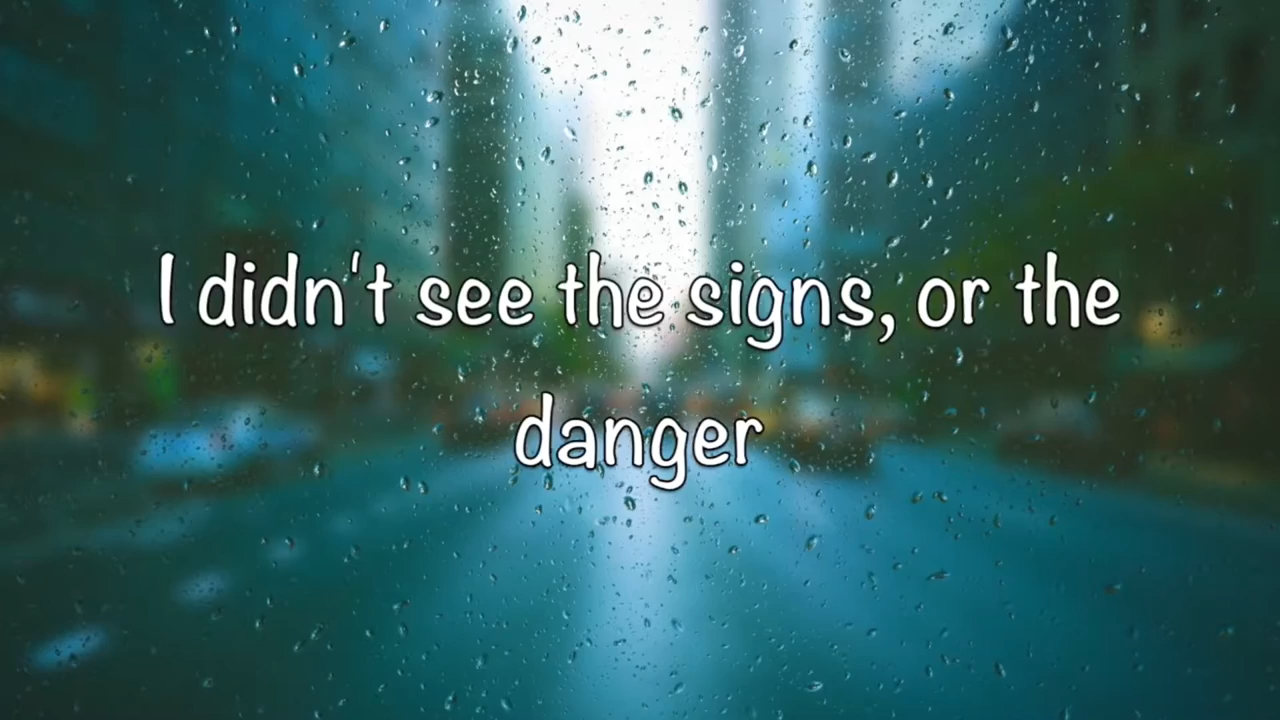 I didn't see the signs, or the
danger